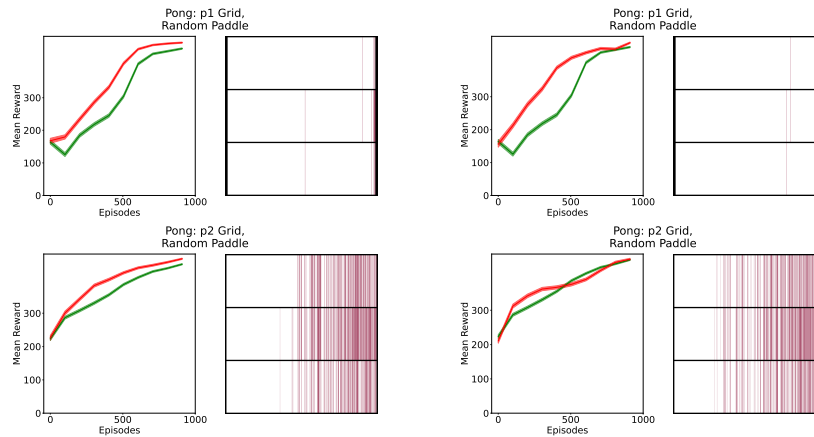 Pong: p1 Grid,
Random Paddle
Mean Reward
300
200
100
0
0
500
1000
Episodes
Pong: p1 Grid,
Random Paddle
Mean Reward
300
200
100
0
0
500
1000
Episodes
Pong: p2 Grid,
Random Paddle
Mean Reward
300
200
100
0
0
500
1000
Episodes
Pong: p2 Grid,
Random Paddle
Mean Reward
300
200
100
0
0
500
1000
Episodes